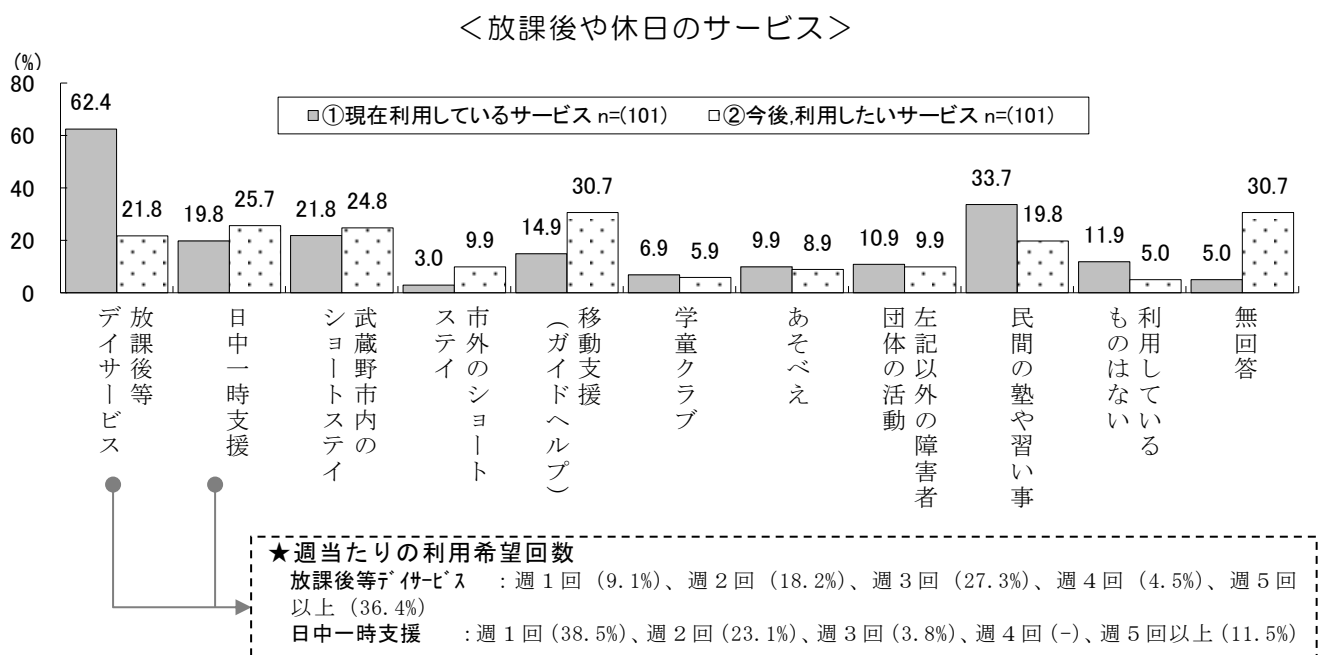 ＜放課後や休日のサービス＞
(%)
80
60
40
20
0
■①現在利用しているサービス n=(101) □②今後,利用したいサービス n=(101)
62.4
21.8
19.8
25.7
21.8
24.8
3.0
9.9
14.9
30.7
6.9
5.9
9.9
8.9
10.9
9.9
33.7
19.8
11.9
5.0
5.0
30.7
放課後等
デイサービス
日中一時支援
武蔵野市内の
ショートステイ
市外のショート
ステイ
移動支援
（ガイドヘルプ）
学童クラブ
あそべえ
左記以外の障害者
団体の活動
民間の塾や習い事
利用している
ものはない
無回答
★週当たりの利用希望回数
放課後等ﾃﾞｲｻｰﾋﾞｽ ：週１回 (9.1%)、週２回 (18.2%)、週３回 (27.3%)、週４回 (4.5%)、週５回
以上 (36.4%)
日中一時支援 ：週１回 (38.5%)、週２回 (23.1%)、週３回 (3.8%)、週４回 (-)、週５回以上 (11.5%)